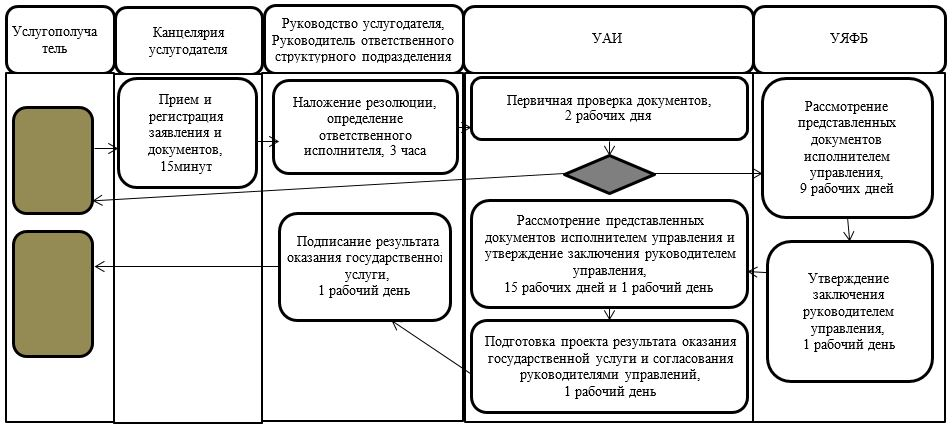 Услугополуча
тель
Канцелярия
услугодателя
Руководство услугодателя,
Руководитель ответственного
структурного подразделения
УАИ
УЯФБ
Прием и
регистрация
заявления и
документов,
15минут
Наложение резолюции,
определение
ответственного
исполнителя, 3 часа
Первичная проверка документов,
2 рабочих дня
Рассмотрение
представленных
документов
исполнителем
управления,
9 рабочих дней
Подписание результата
оказания государственно
услуги,
1 рабочий день
Рассмотрение представленных
документов исполнителем управления и
утверждение заключения руководителем
управления,
15 рабочих дней и 1 рабочий день
Утверждение
заключения
руководителем
управления,
1 рабочий день
Подготовка проекта результата оказания
государственной услуги и согласования
руководителями управлений,
1 рабочий день